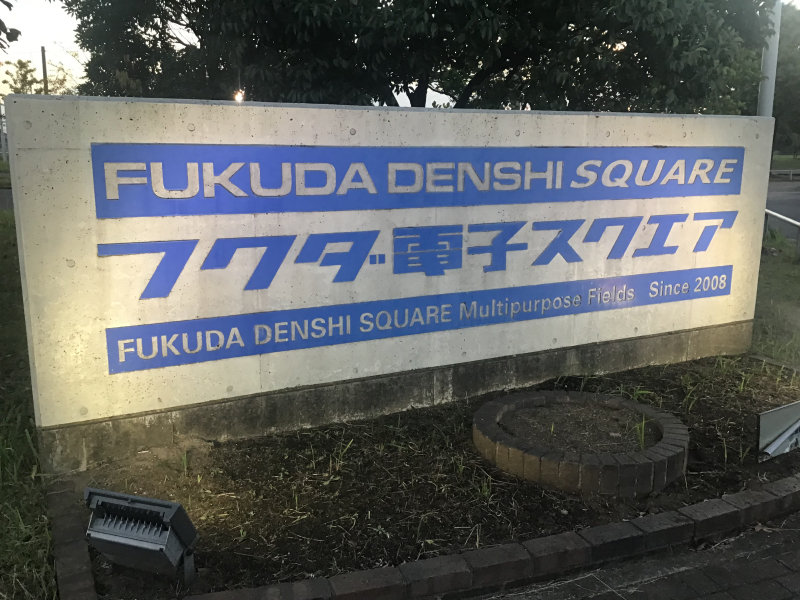 FUKUDA DENSHI SQUARE
フクダ電子スクエア
FUKUDA DENSHI SQUARE Multipurpose Fields Since 2008